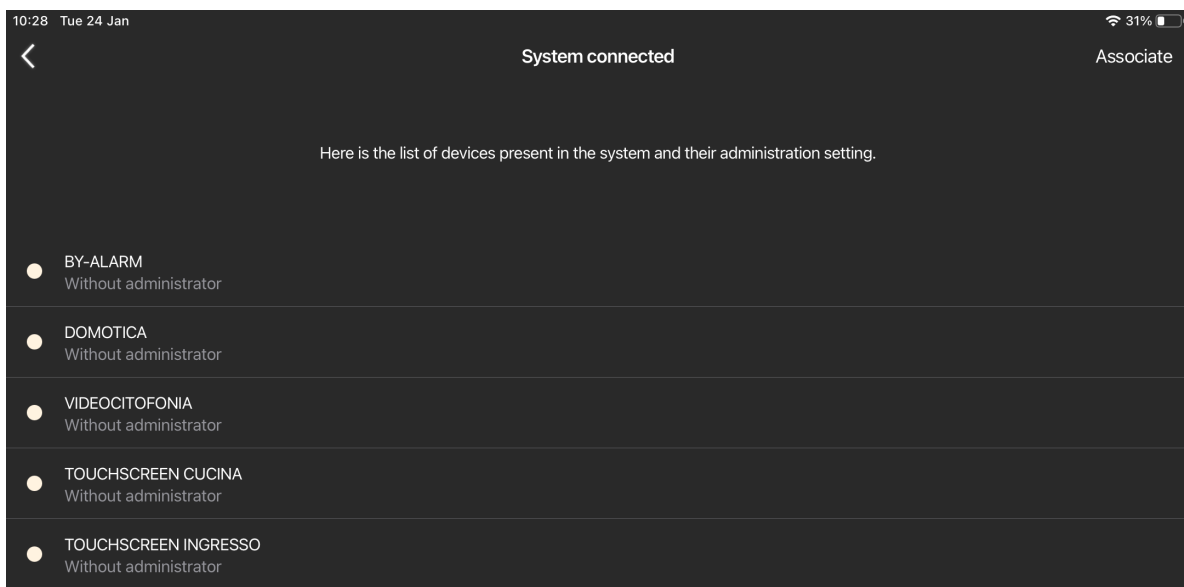 10:28 Tue 24 Jan 31%
System connected Associate
Here is the list of devices present in the system and their administration setting.
BY-ALARM
Without administrator
DOMOTICA
Without administrator
VIDEOCITOFONIA
Without administrator
TOUCHSCREEN CUCINA
Without administrator
TOUCHSCREEN INGRESSO
Without administrator